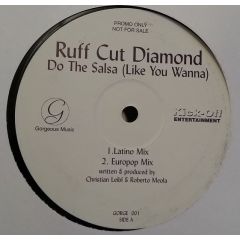 PROMO ONLY
NOT FOR SALE
Ruff Cut Diamond
Do The Salsa (Like You Wanna)
G
Gorgeous Music
Kick-Off
ENTERTAINMENT
1.Latino Mix
2. Europop Mix
written & produced by
Christian Leibl & Roberto Meola
GORGE 001
SIDE A